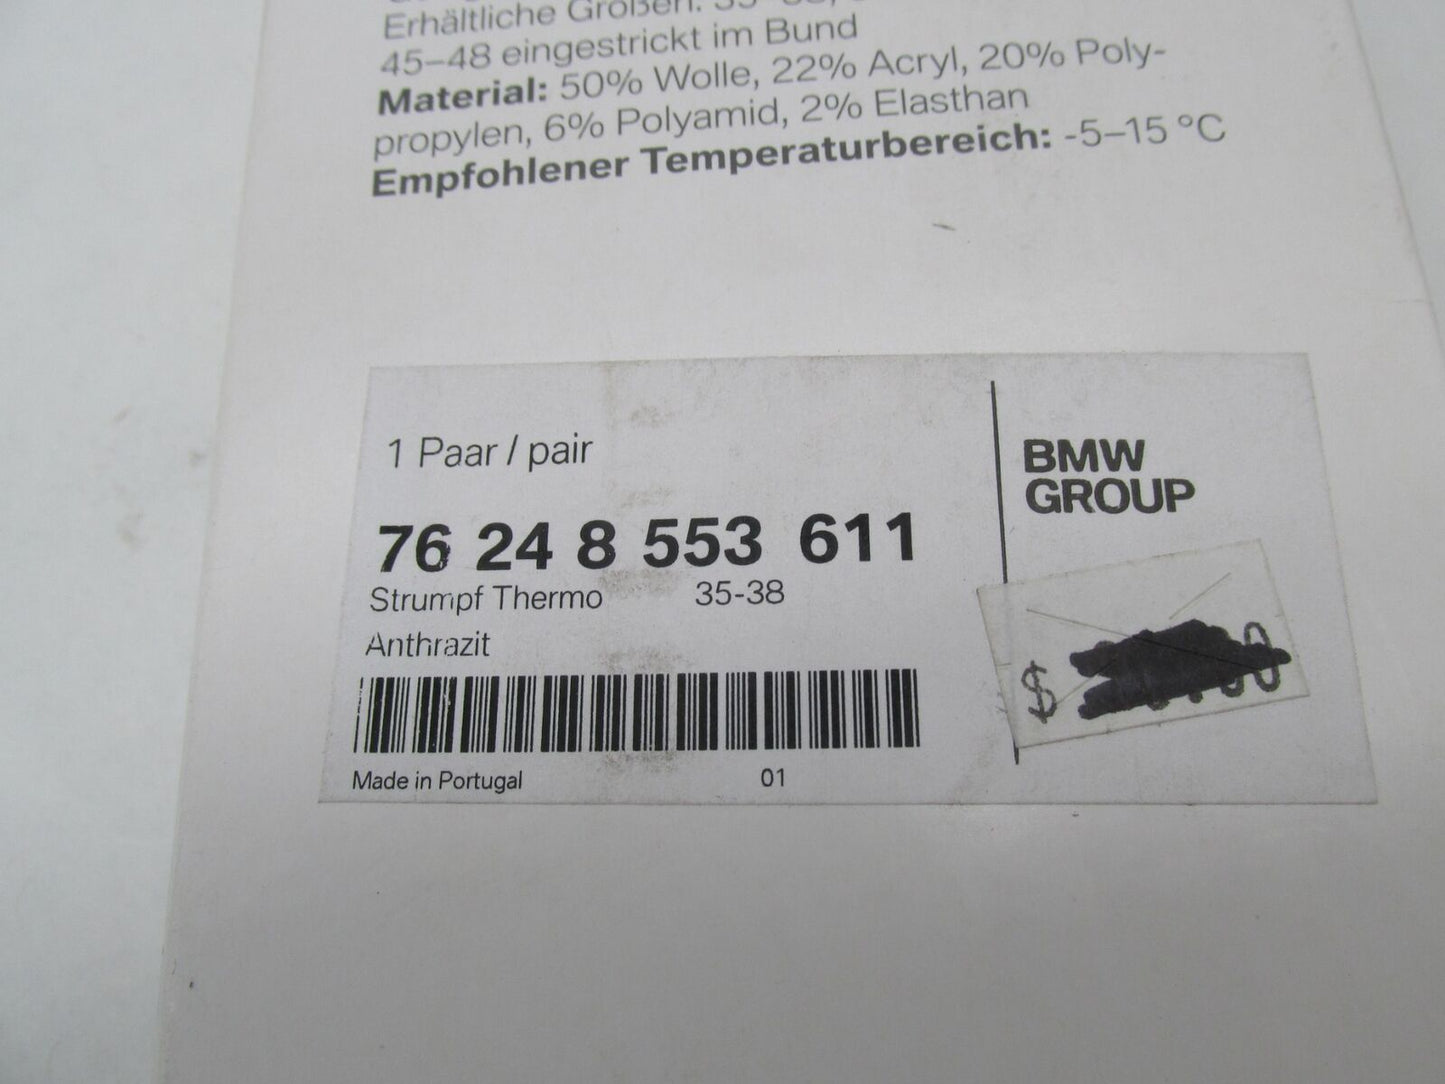 Erhältliche Größen:
45–48 eingestrickt im Bund
Material: 50% Wolle, 22% Acryl, 20% Poly-
propylen, 6% Polyamid, 2% Elasthan
Empfohlener Temperaturbereich: -5–15 °C
1 Paar / pair
76 24 8 553 611
Strumpf Thermo 35-38
Anthrazit
Made in Portugal 01
BMW
GROUP
$